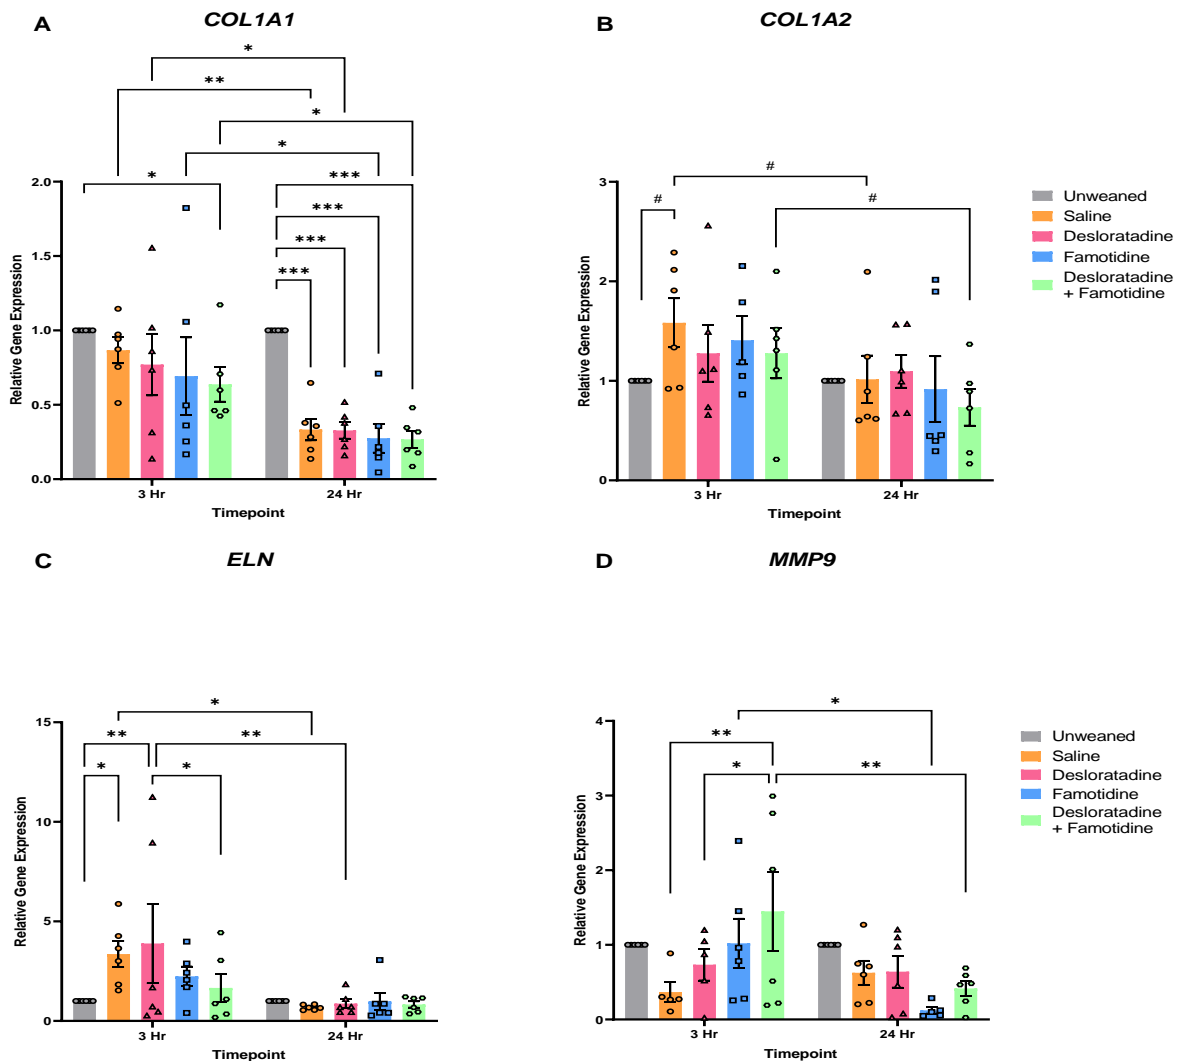 A
COL1A1
*
**
*
*
*
***
***
***
***
2.0
1.5
1.0
0.5
0.0
Relative Gene Expression
3 Hr
24 Hr
Timepoint
B
COL1A2
#
#
#
3
2
1
0
Relative Gene Expression
3 Hr
24 Hr
Timepoint
Unweaned
Saline
Desloratadine
Famotidine
Desloratadine
+ Famotidine
C
ELN
*
**
**
*
*
15
10
5
0
Relative Gene Expression
3 Hr
24 Hr
Timepoint
D
MMP9
*
**
*
**
4
3
2
1
0
Relative Gene Expression
3 Hr
24 Hr
Timepoint
Unweaned
Saline
Desloratadine
Famotidine
Desloratadine
+ Famotidine